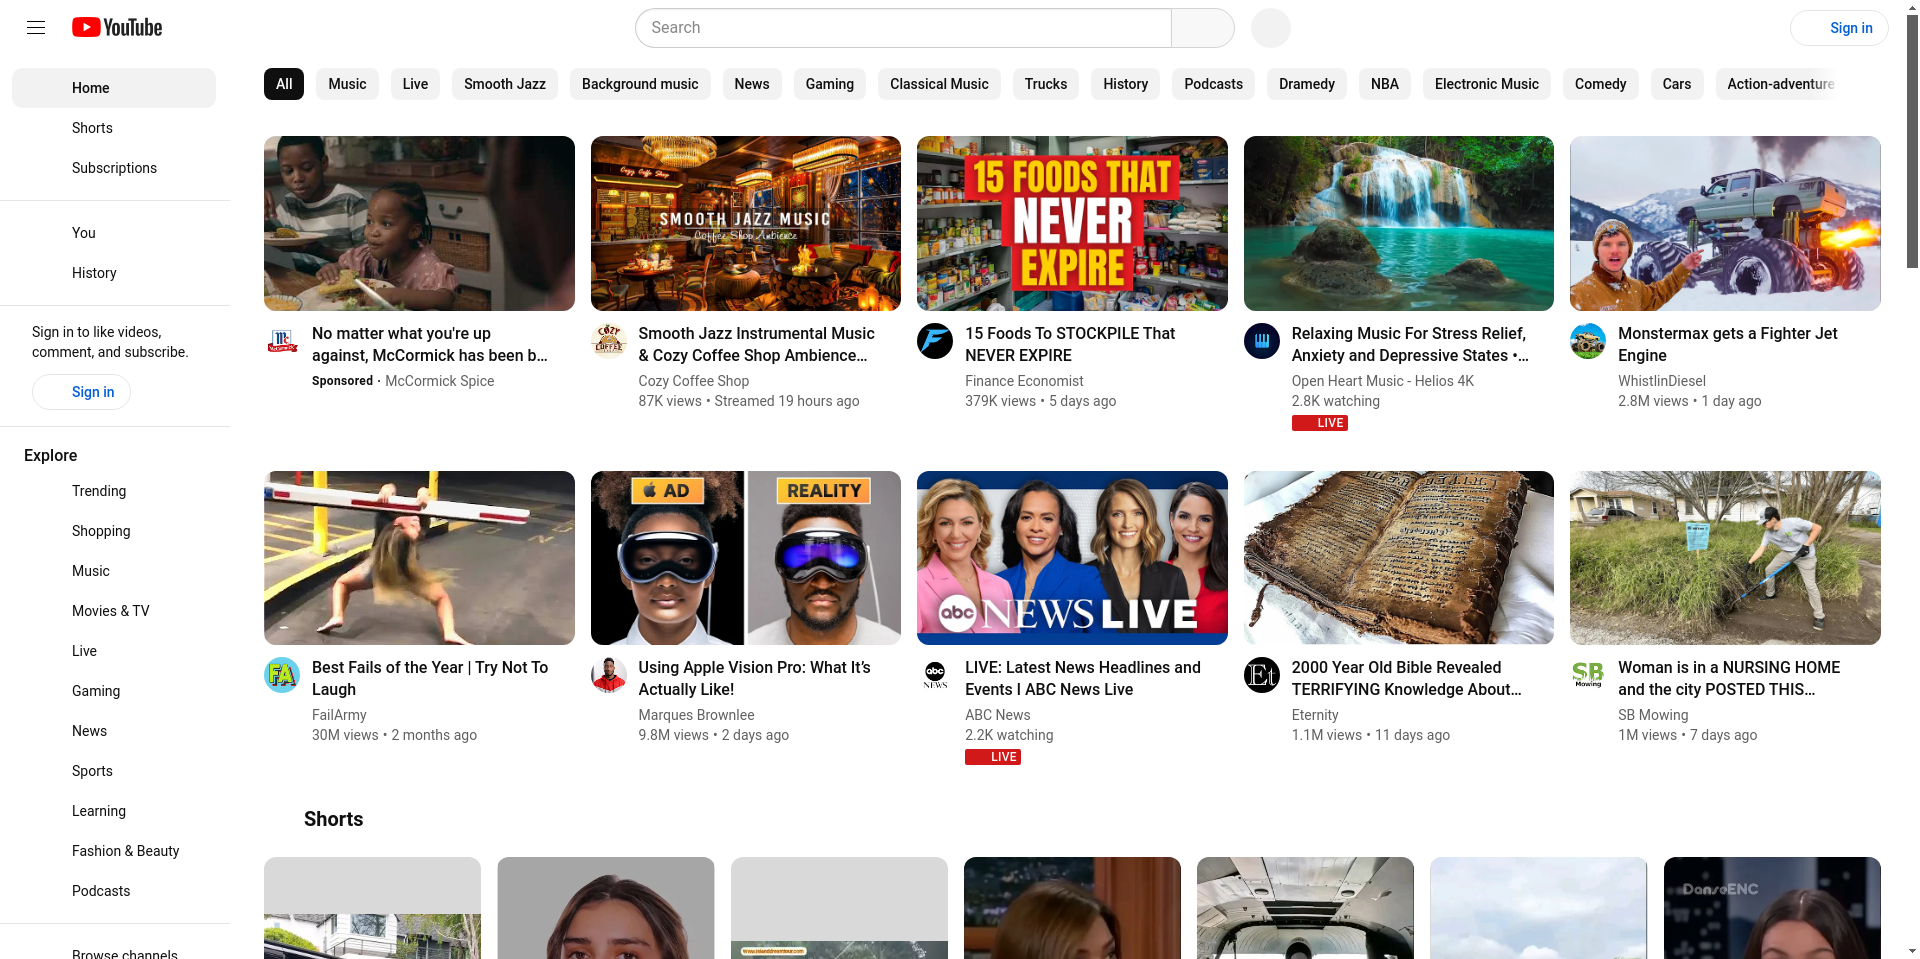 YouTube
Search
Sign in
Home
Shorts
Subscriptions
You
History
Sign in to like videos,
comment, and subscribe.
Sign in
Explore
Trending
Shopping
Music
Movies & TV
Live
Gaming
News
Sports
Learning
Fashion & Beauty
Podcasts
Browse channels
All Music Live Smooth Jazz Background music News Gaming Classical Music Trucks History Podcasts Dramedy NBA Electronic Music Comedy Cars Action-adventure
No matter what you're up
against, McCormick has been b...
Sponsored · McCormick Spice
Cozy Coffee Shop
SMOOTH JAZZ MUSIC
Coffee Shop Ambience
Smooth Jazz Instrumental Music
& Cozy Coffee Shop Ambience...
Cozy Coffee Shop
87K views • Streamed 19 hours ago
15 FOODS THAT
NEVER
EXPIRE
15 Foods To STOCKPILE That
NEVER EXPIRE
Finance Economist
379K views • 5 days ago
Relaxing Music For Stress Relief,
Anxiety and Depressive States •...
Open Heart Music - Helios 4K
2.8K watching
LIVE
LSW
Monstermax gets a Fighter Jet
Engine
WhistlinDiesel
2.8M views • 1 day ago
FA
Best Fails of the Year | Try Not To
Laugh
FailArmy
30M views • 2 months ago
AD
REALITY
Using Apple Vision Pro: What It’s
Actually Like!
Marques Brownlee
9.8M views • 2 days ago
abc NEWS LIVE
abc
NEWS
LIVE: Latest News Headlines and
Events l ABC News Live
ABC News
2.2K watching
LIVE
Et
2000 Year Old Bible Revealed
TERRIFYING Knowledge About...
Eternity
1.1M views • 11 days ago
SB
Mowing
Woman is in a NURSING HOME
and the city POSTED THIS...
SB Mowing
1M views • 7 days ago
Shorts
DanseENC